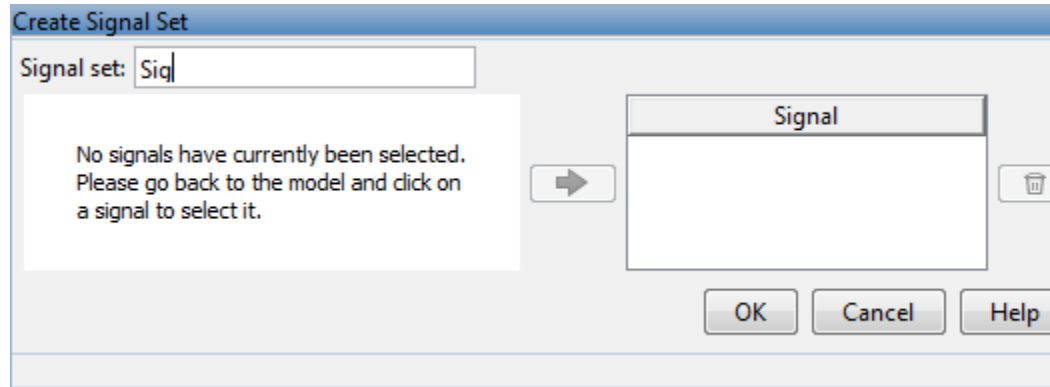 Create Signal Set
Signal set: Sig
No signals have currently been selected.
Please go back to the model and click on
a signal to select it.
Signal
OK Cancel Help